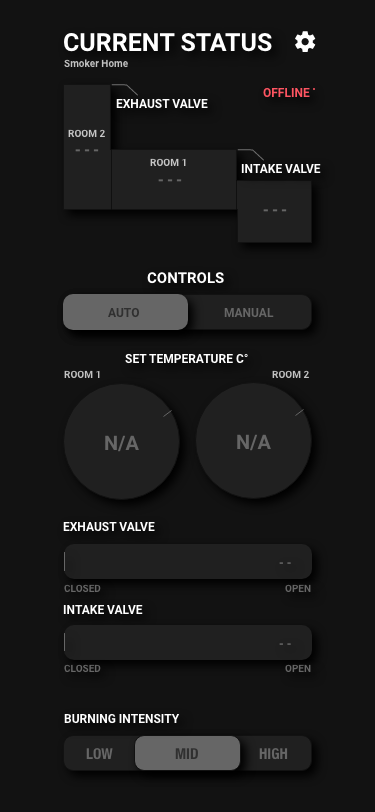 CURRENT STATUS
Smoker Home
OFFLINE
EXHAUST VALVE
ROOM 2
---
ROOM 1
---
INTAKE VALVE
---
CONTROLS
AUTO MANUAL
SET TEMPERATURE C°
ROOM 1 ROOM 2
N/A N/A
EXHAUST VALVE
--
CLOSED OPEN
INTAKE VALVE
--
CLOSED OPEN
BURNING INTENSITY
LOW MID HIGH